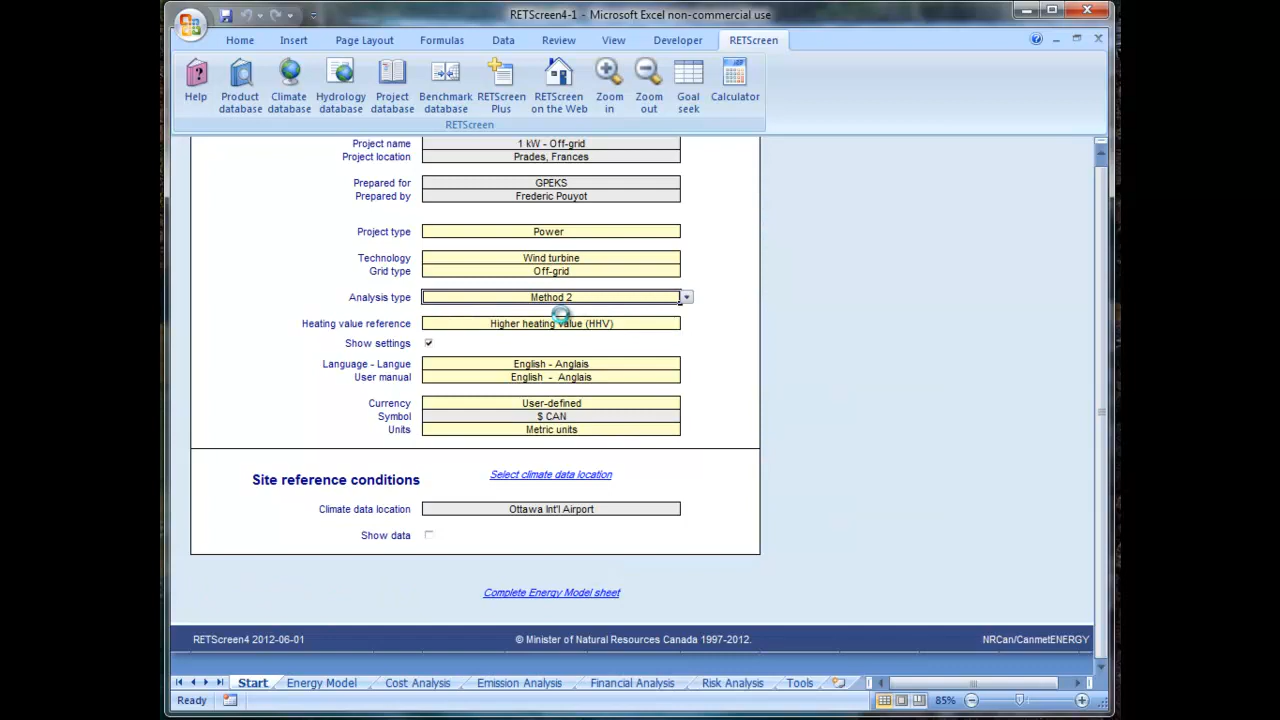 RETScreen4-1 - Microsoft Excel non-commercial use
Home Insert Page Layout Formulas Data Review View Developer RETScreen
Help Product database Climate database Hydrology database Project database Benchmark database RETScreen Plus RETScreen on the Web Zoom in Zoom out Goal seek Calculator
RETScreen
Project name 1 kW - Off-grid
Project location Prades, Frances
Prepared for GPEKS
Prepared by Frederic Pouyot
Project type Power
Technology Wind turbine
Grid type Off-grid
Analysis type Method 2
Heating value reference Higher heating value (HHV)
Show settings
Language - Langue English - Anglais
User manual English - Anglais
Currency User-defined
Symbol $ CAN
Units Metric units
Site reference conditions Select climate data location
Climate data location Ottawa Int'l Airport
Show data
Complete Energy Model sheet
RETScreen4 2012-06-01 © Minister of Natural Resources Canada 1997-2012. NRCan/CanmetENERGY
Start Energy Model Cost Analysis Emission Analysis Financial Analysis Risk Analysis Tools
Ready 85%